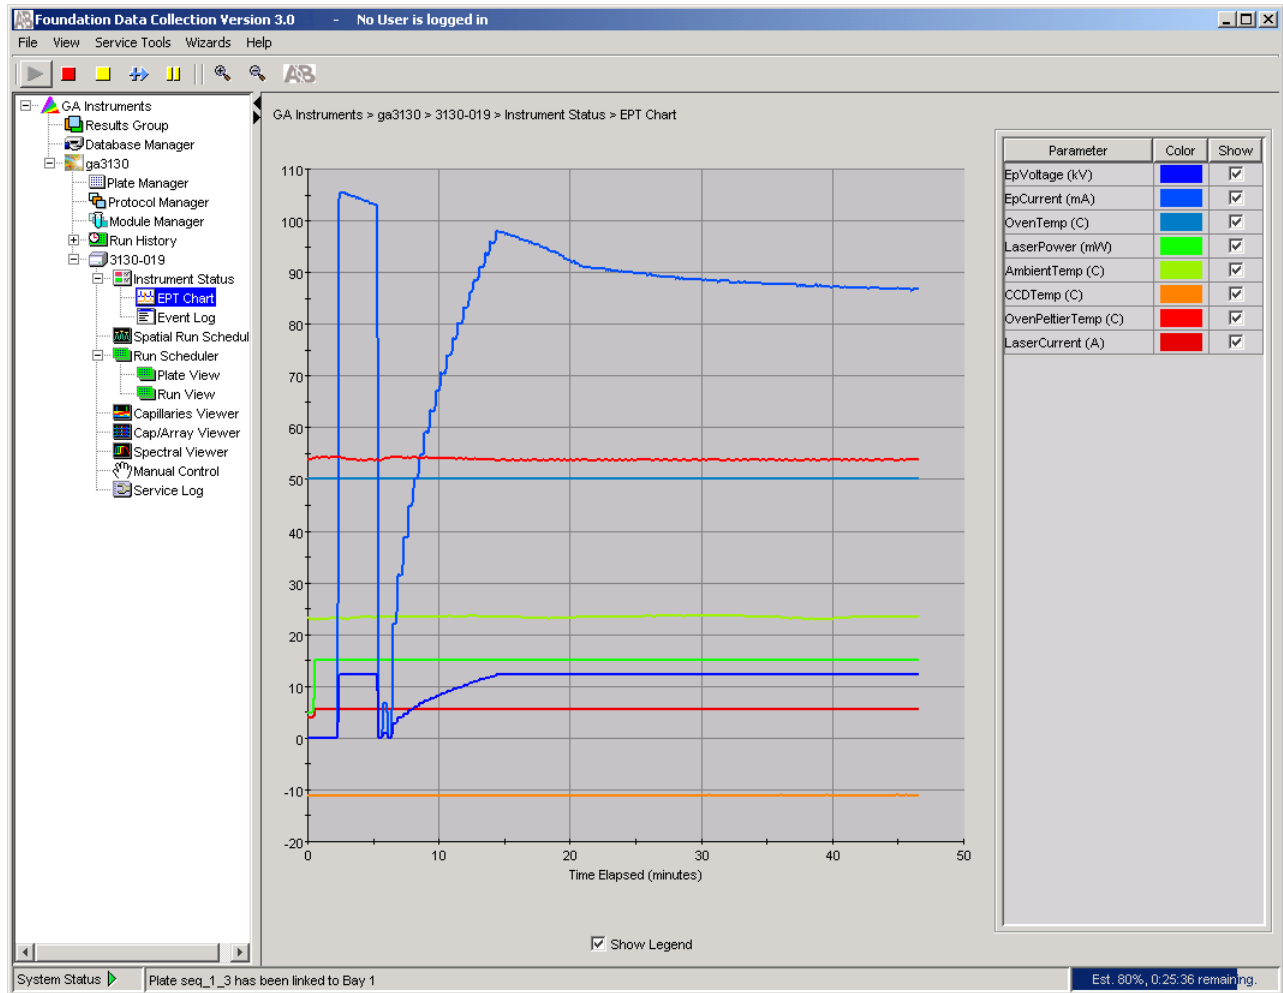 Foundation Data Collection Version 3.0 - No User is logged in
File View Service Tools Wizards Help
AB
GA Instruments
Results Group
Database Manager
ga3130
Plate Manager
Protocol Manager
Module Manager
Run History
3130-019
Instrument Status
EPT Chart
Event Log
Spatial Run Schedul
Run Scheduler
Plate View
Run View
Capillaries Viewer
Cap/Array Viewer
Spectral Viewer
Manual Control
Service Log
GA Instruments > ga3130 > 3130-019 > Instrument Status > EPT Chart
110
100
90
80
70
60
50
40
30
20
10
0
-10
-20
0 10 20 30 40 50
Time Elapsed (minutes)
Show Legend
Parameter Color Show
EpVoltage (kV)
EpCurrent (mA)
OvenTemp (C)
LaserPower (mW)
AmbientTemp (C)
CCDTemp (C)
OvenPeltierTemp (C)
LaserCurrent (A)
System Status Plate seq_1_3 has been linked to Bay 1 Est. 80%, 0:25:36 remaining.